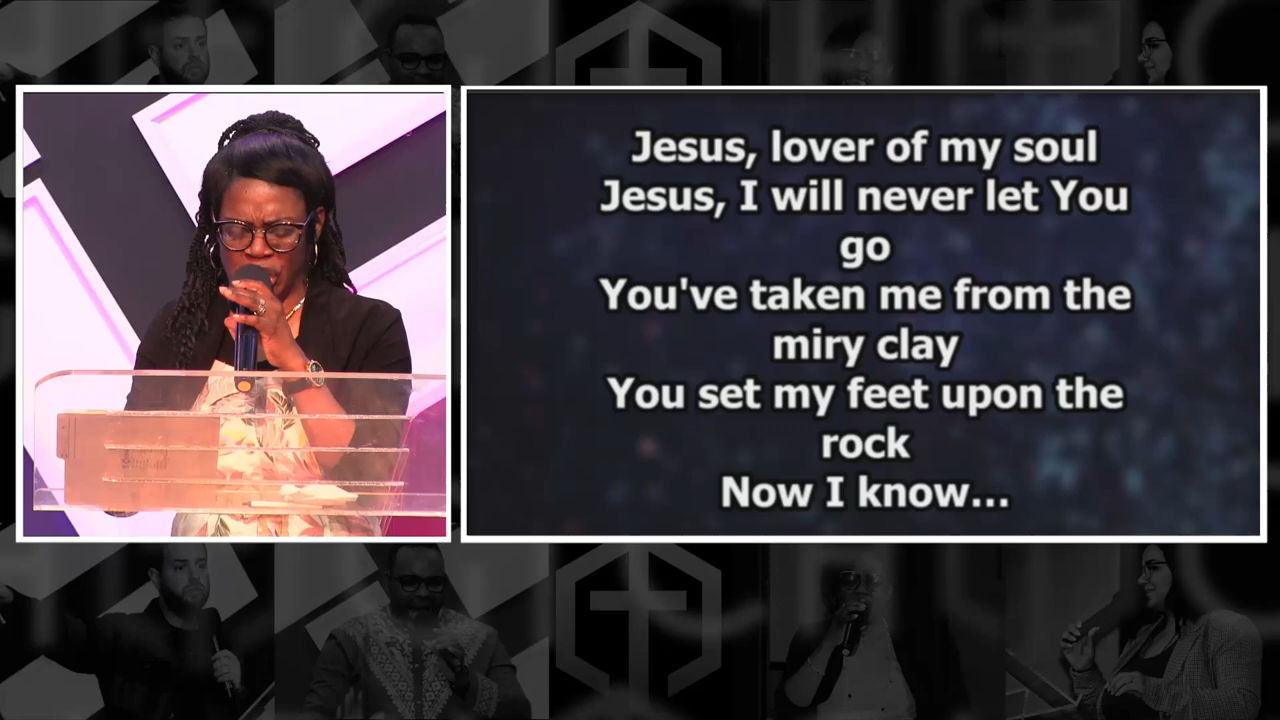 Jesus, lover of my soul
Jesus, I will never let You
go
You've taken me from the
miry clay
You set my feet upon the
rock
Now I know...